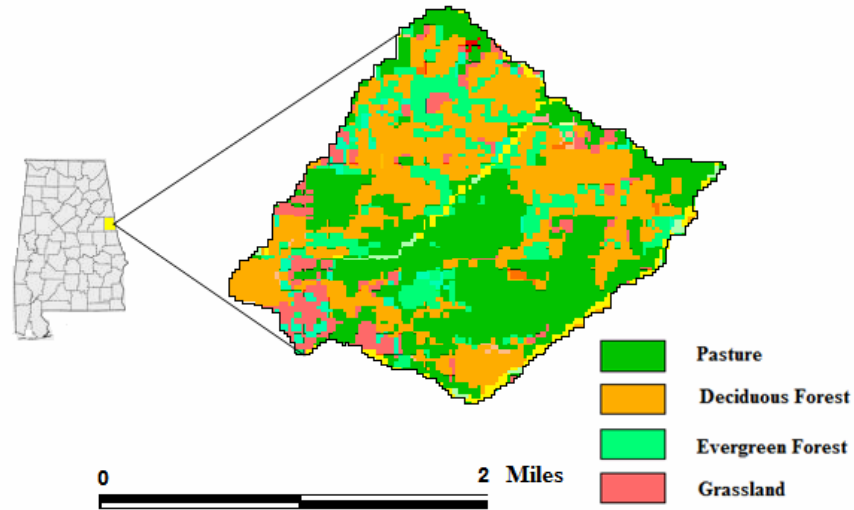 Pasture
Deciduous Forest
Evergreen Forest
Grassland
0 2 Miles